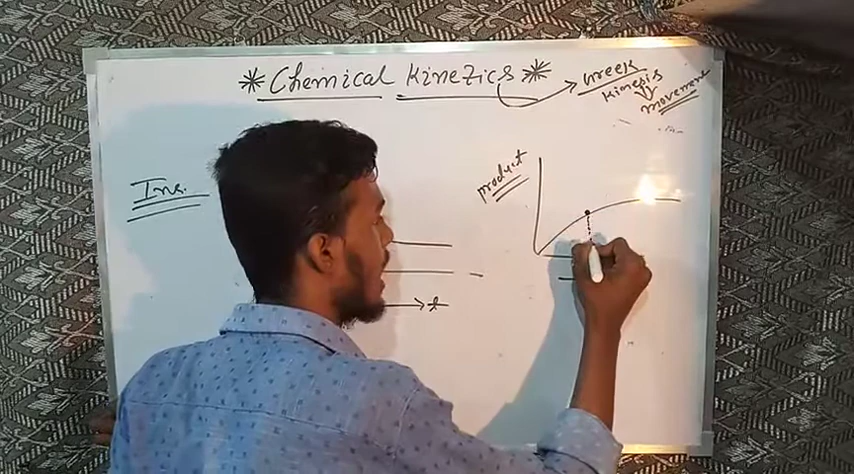 * Chemical Kinetics *
Greek
Kinesis
movement
Ins.
product
t